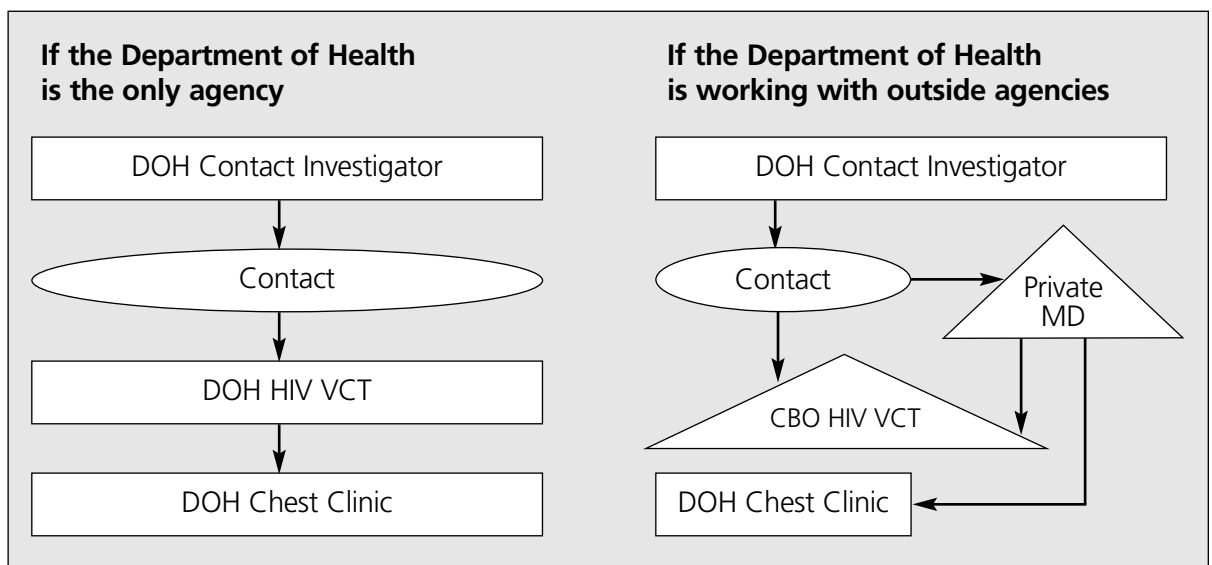 If the Department of Health
is the only agency
DOH Contact Investigator
Contact
DOH HIV VCT
DOH Chest Clinic
If the Department of Health
is working with outside agencies
DOH Contact Investigator
Contact
Private
MD
CBO HIV VCT
DOH Chest Clinic